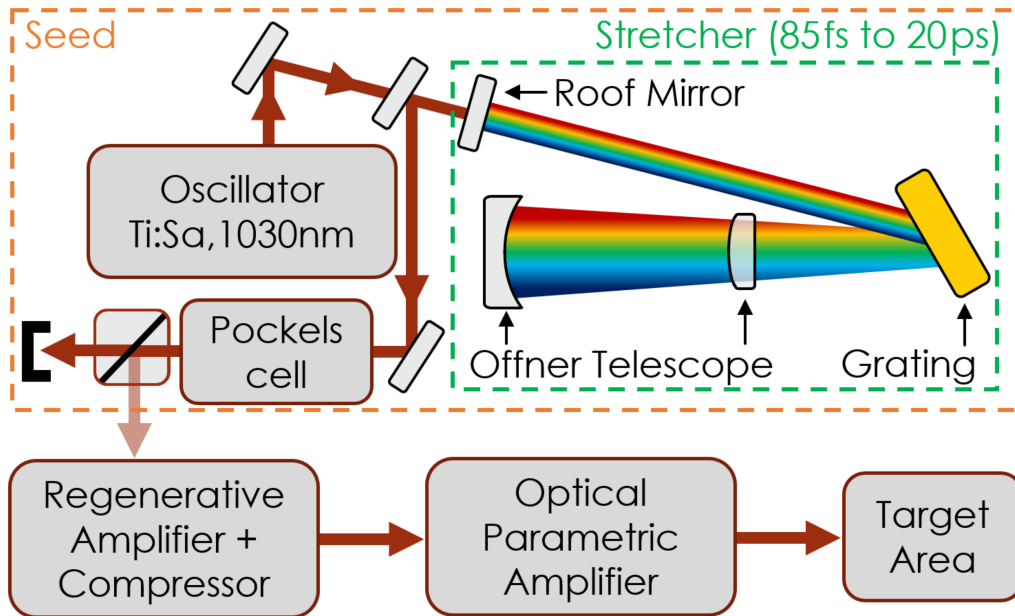 Seed
Stretcher (85fs to 20ps)
Roof Mirror
Oscillator
Ti:Sa,1030nm
Pockels
cell
Offner Telescope
Grating
Regenerative
Amplifier +
Compressor
Optical
Parametric
Amplifier
Target
Area